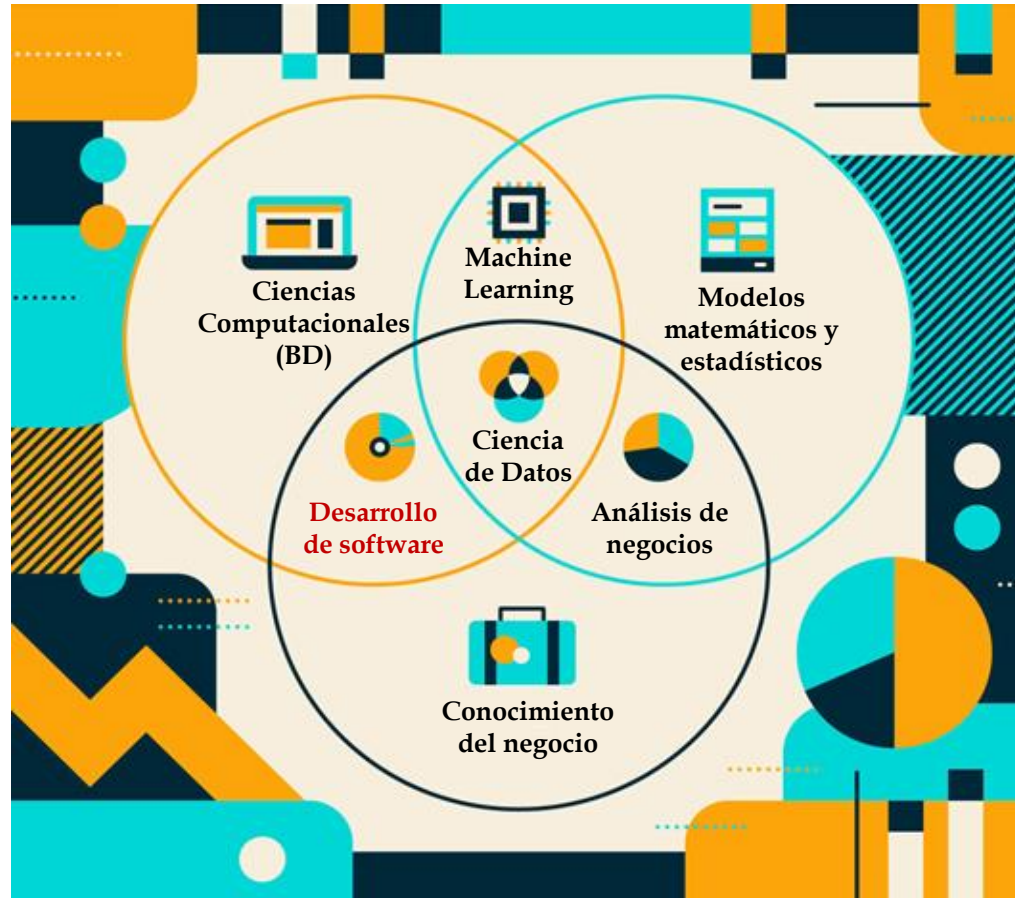 Machine
Learning
Ciencias
Computacionales
(BD)
Modelos
matemáticos y
estadísticos
Ciencia
de Datos
Desarrollo
de software
Análisis de
negocios
Conocimiento
del negocio